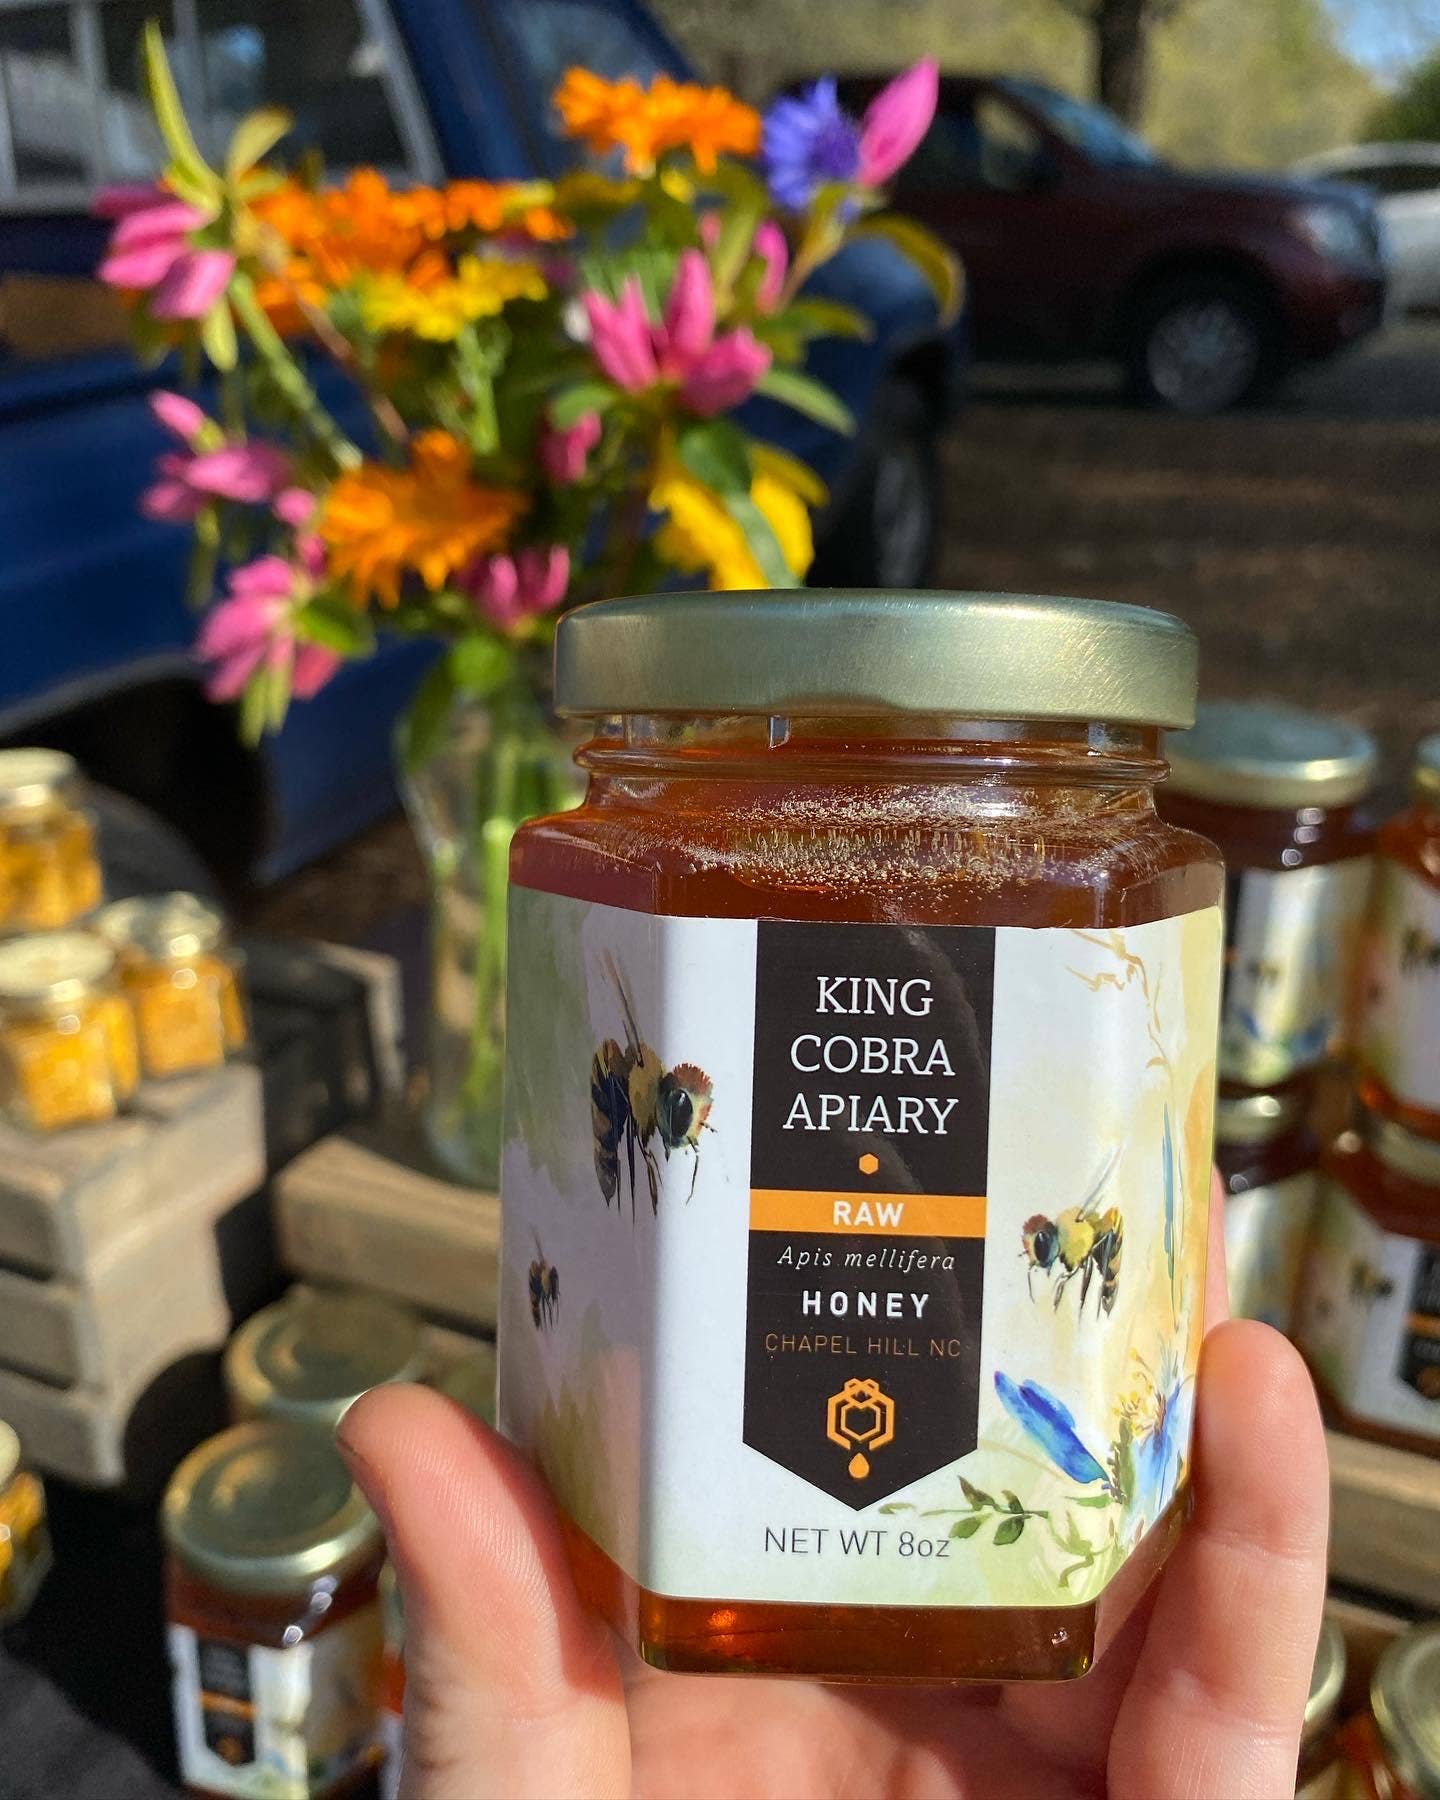 KING
COBRA
APIARY
RAW
Apis mellifera
HONEY
CHAPEL HILL NC
NET WT 8oz